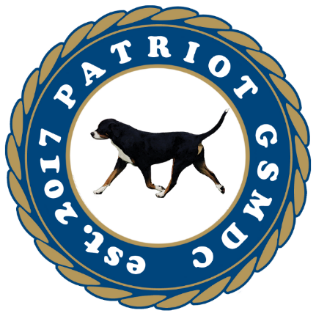 PATRIOT GSMDC
est. 2017